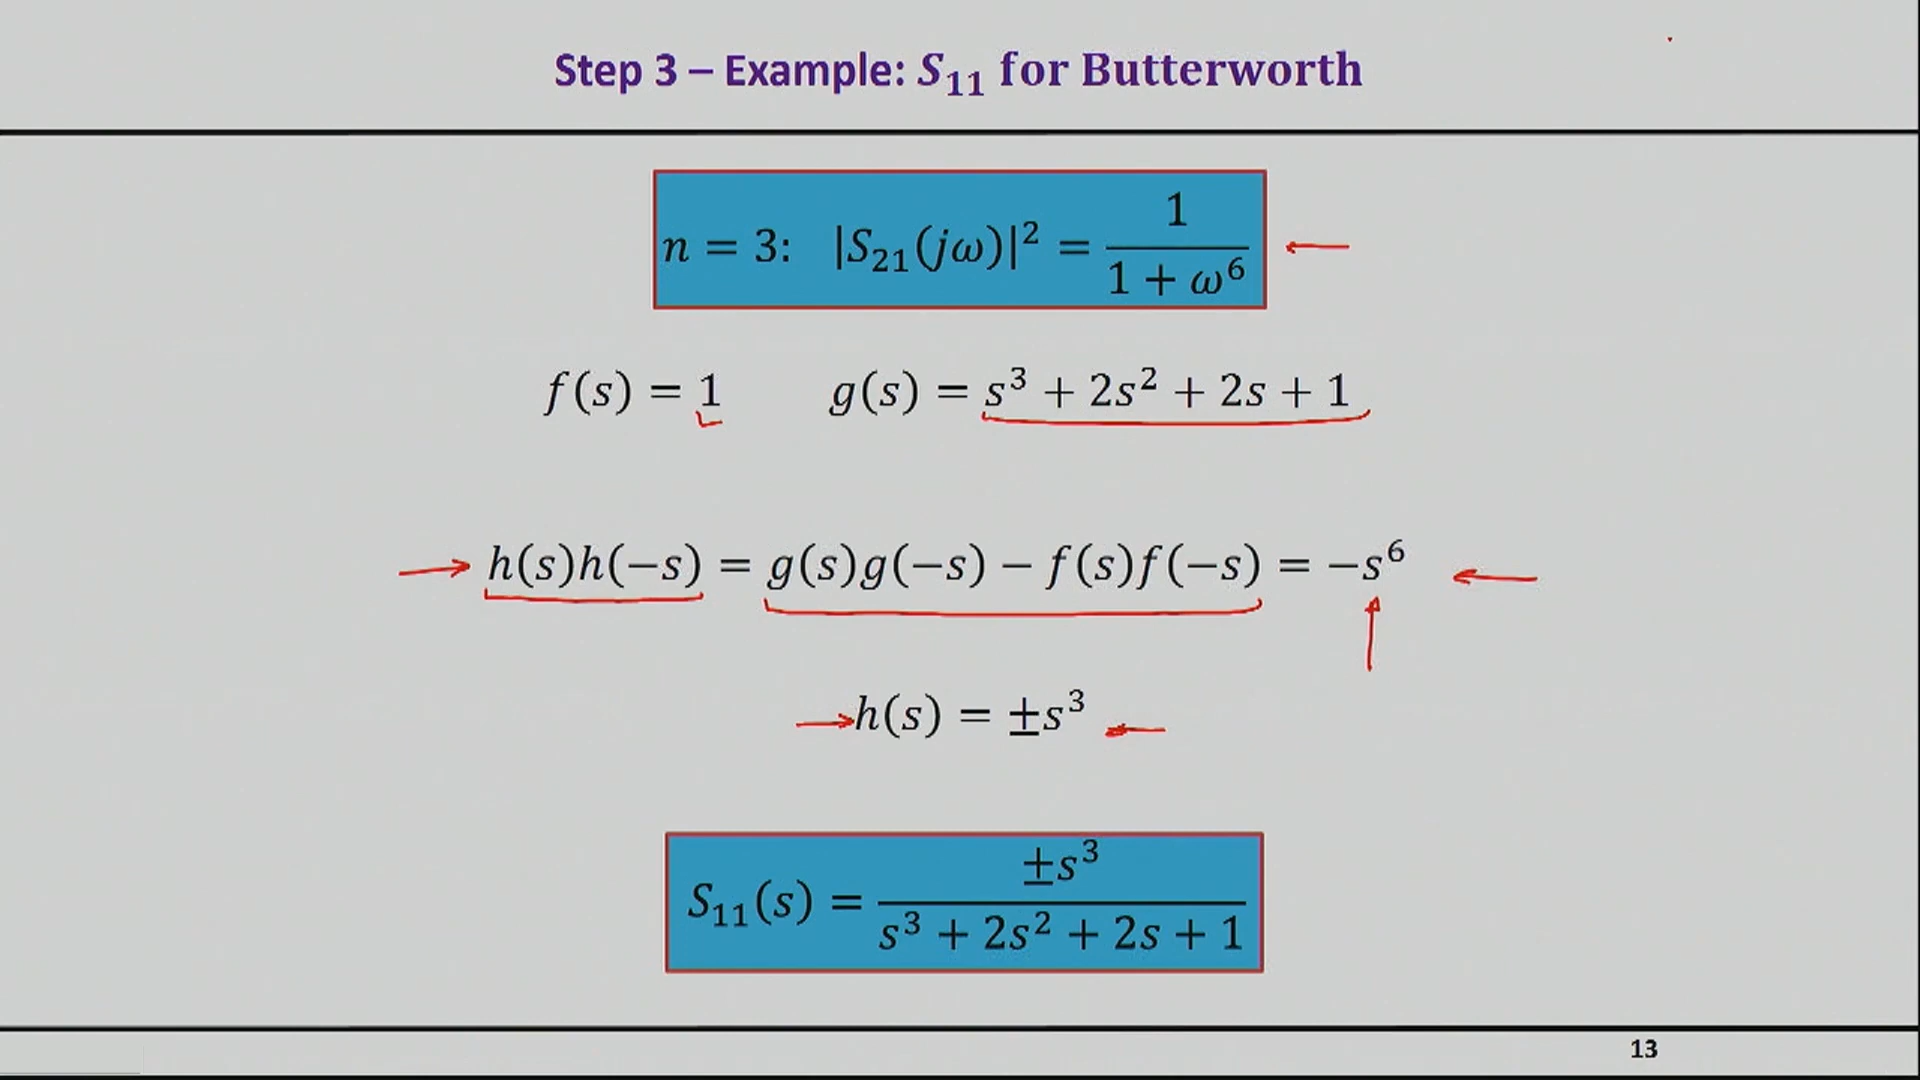 Step 3 – Example: S₁₁ for Butterworth
n = 3: |S₂₁(jω)|² = 1 / (1 + ω⁶)
f(s) = 1 g(s) = s³ + 2s² + 2s + 1
h(s)h(−s) = g(s)g(−s) − f(s)f(−s) = −s⁶
h(s) = ±s³
S₁₁(s) = ±s³ / (s³ + 2s² + 2s + 1)
13